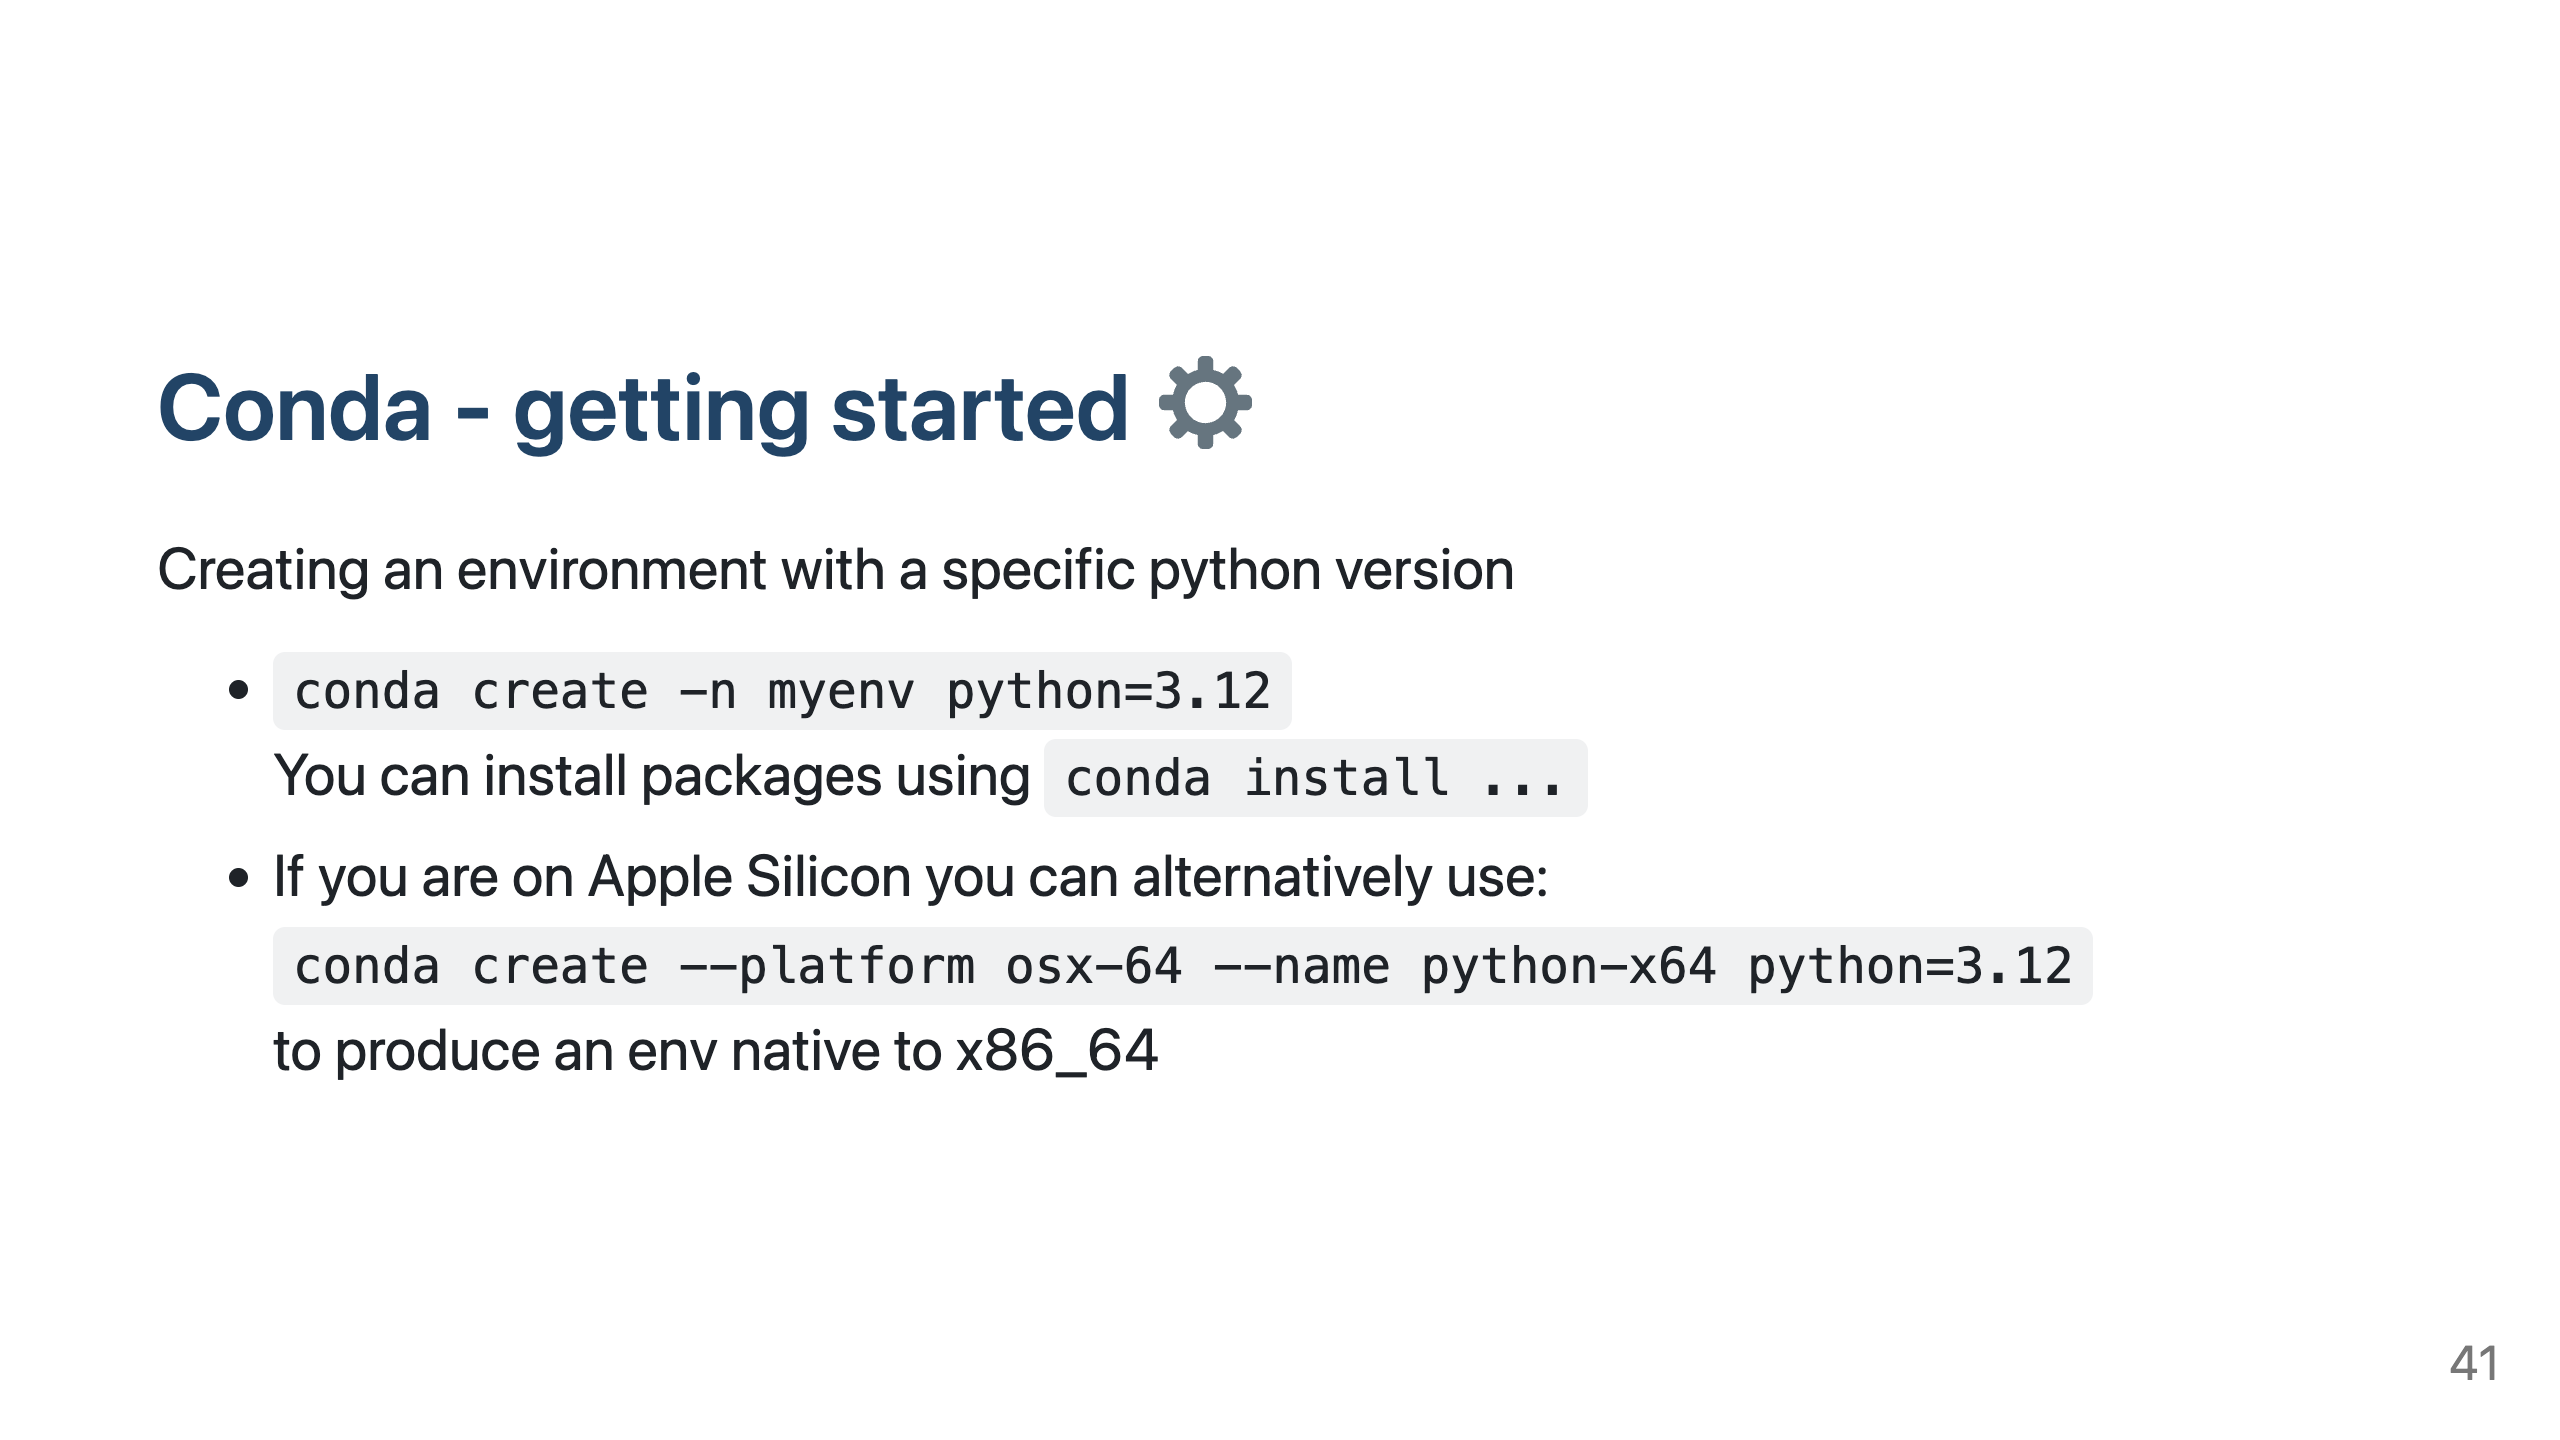 Conda - getting started
Creating an environment with a specific python version
• conda create -n myenv python=3.12
You can install packages using conda install ...
• If you are on Apple Silicon you can alternatively use:
conda create --platform osx-64 --name python-x64 python=3.12
to produce an env native to x86_64
41